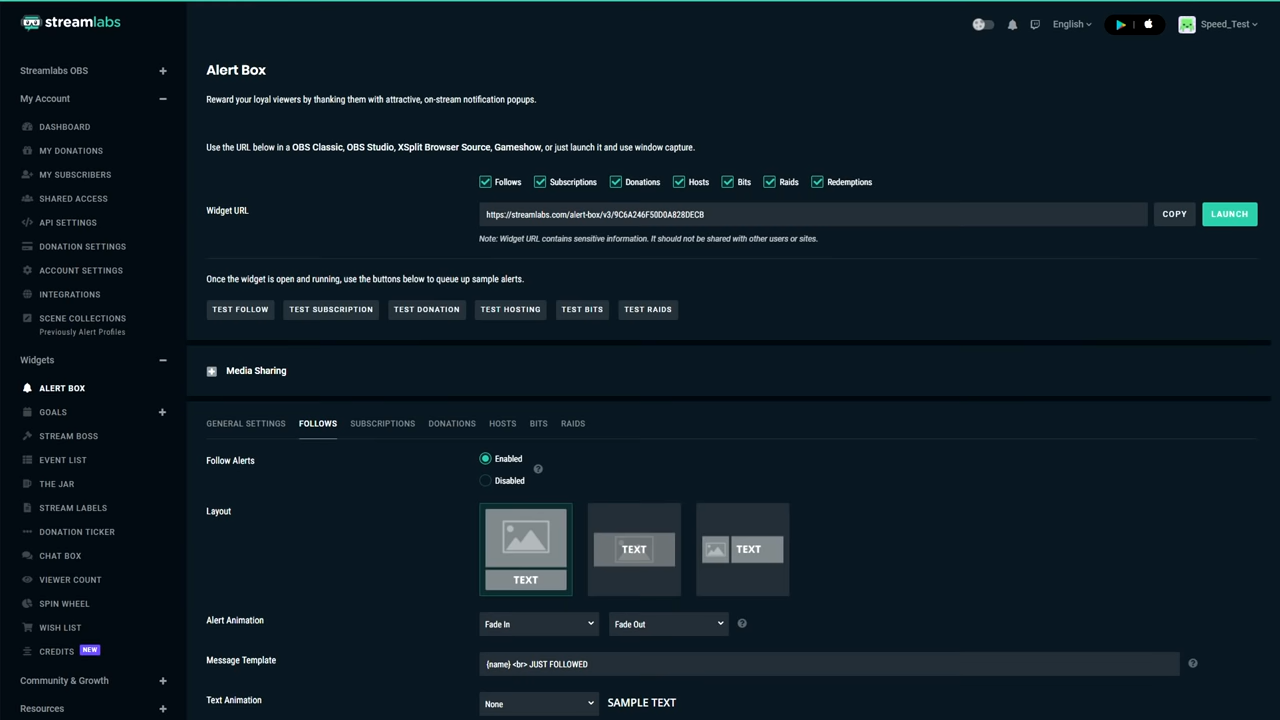 streamlabs
English
Speed_Test
Streamlabs OBS
My Account
DASHBOARD
MY DONATIONS
MY SUBSCRIBERS
SHARED ACCESS
API SETTINGS
DONATION SETTINGS
ACCOUNT SETTINGS
INTEGRATIONS
SCENE COLLECTIONS
Previously Alert Profiles
Widgets
ALERT BOX
GOALS
STREAM BOSS
EVENT LIST
THE JAR
STREAM LABELS
DONATION TICKER
CHAT BOX
VIEWER COUNT
SPIN WHEEL
WISH LIST
CREDITS NEW
Community & Growth
Resources
Alert Box
Reward your loyal viewers by thanking them with attractive, on-stream notification popups.
Use the URL below in a OBS Classic, OBS Studio, XSplit Browser Source, Gameshow, or just launch it and use window capture.
Follows Subscriptions Donations Hosts Bits Raids Redemptions
Widget URL https://streamlabs.com/alert-box/v3/9C6A246F50D0A828DECB COPY LAUNCH
Note: Widget URL contains sensitive information. It should not be shared with other users or sites.
Once the widget is open and running, use the buttons below to queue up sample alerts.
TEST FOLLOW TEST SUBSCRIPTION TEST DONATION TEST HOSTING TEST BITS TEST RAIDS
Media Sharing
GENERAL SETTINGS FOLLOWS SUBSCRIPTIONS DONATIONS HOSTS BITS RAIDS
Follow Alerts Enabled
Disabled
Layout
TEXT TEXT
TEXT
Alert Animation Fade In Fade Out
Message Template {name} <br> JUST FOLLOWED
Text Animation None SAMPLE TEXT